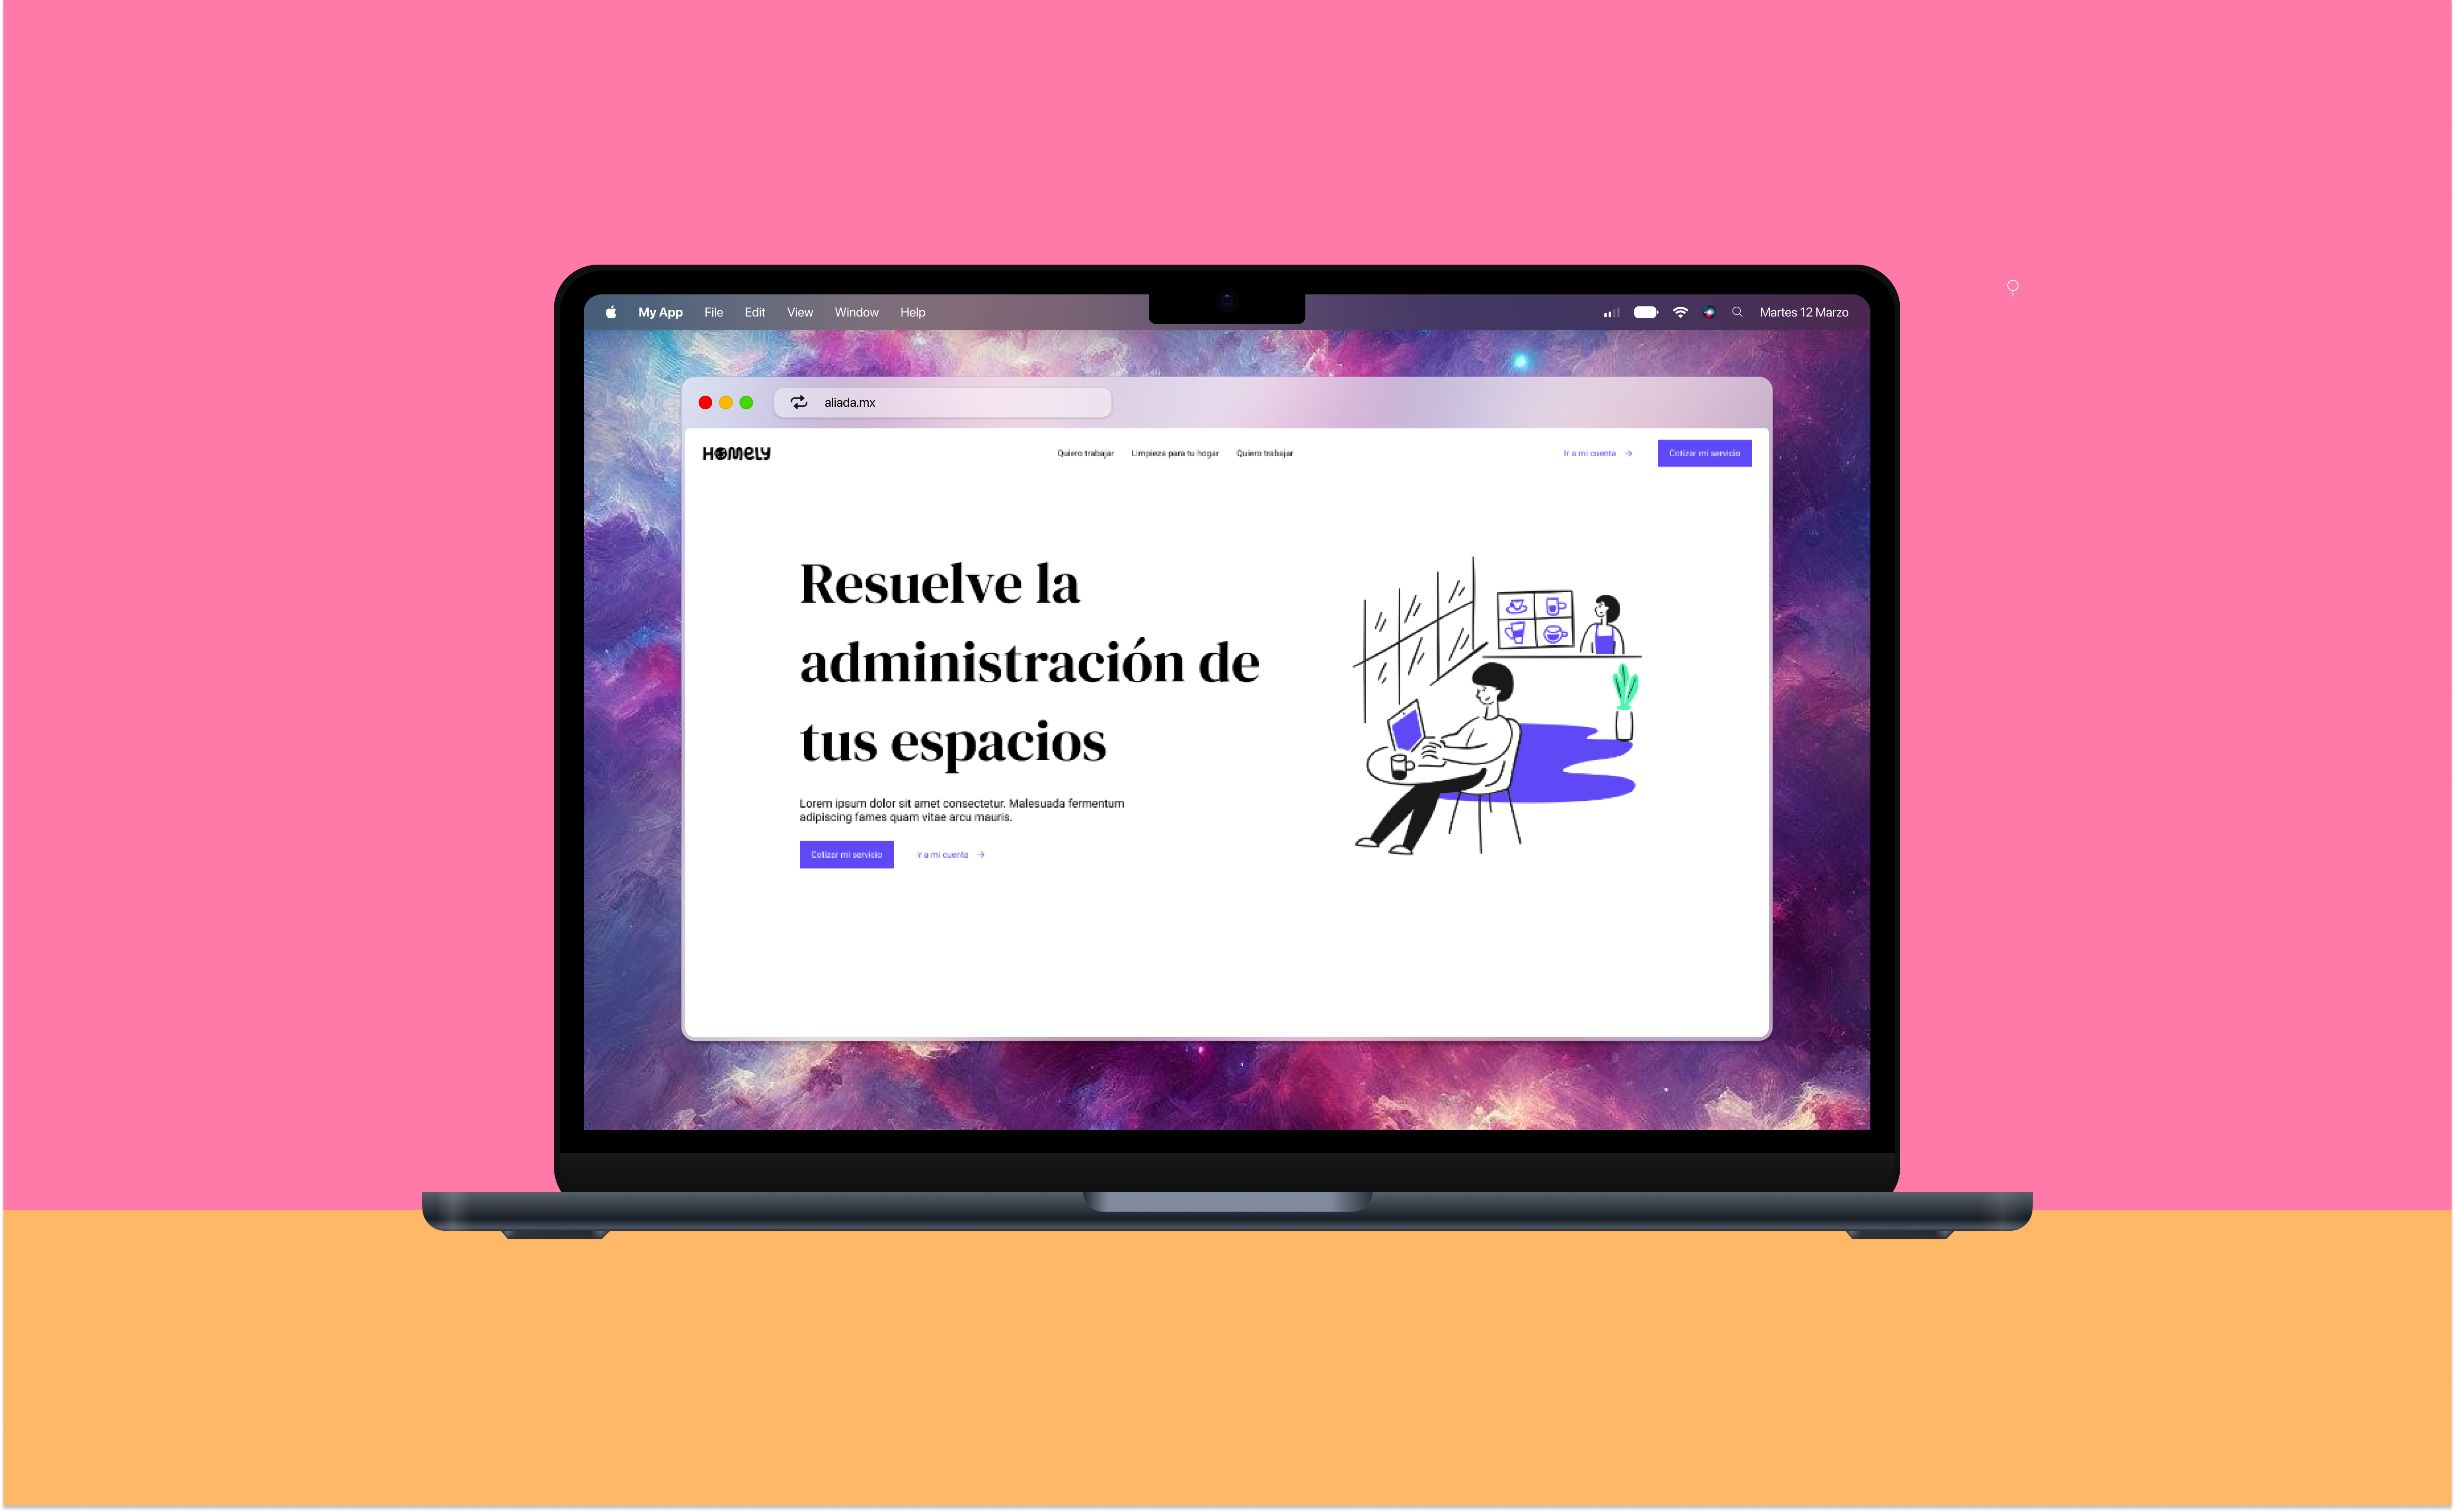 My App File Edit View Window Help Martes 12 Marzo
aliada.mx
HOMELY Quiero trabajar Limpieza para tu hogar Quiero trabajar Ir a mi cuenta → Cotizar mi servicio
Resuelve la
administración de
tus espacios
Lorem ipsum dolor sit amet consectetur. Malesuada fermentum
adipiscing fames quam vitae arcu mauris.
Cotizar mi servicio Ir a mi cuenta →